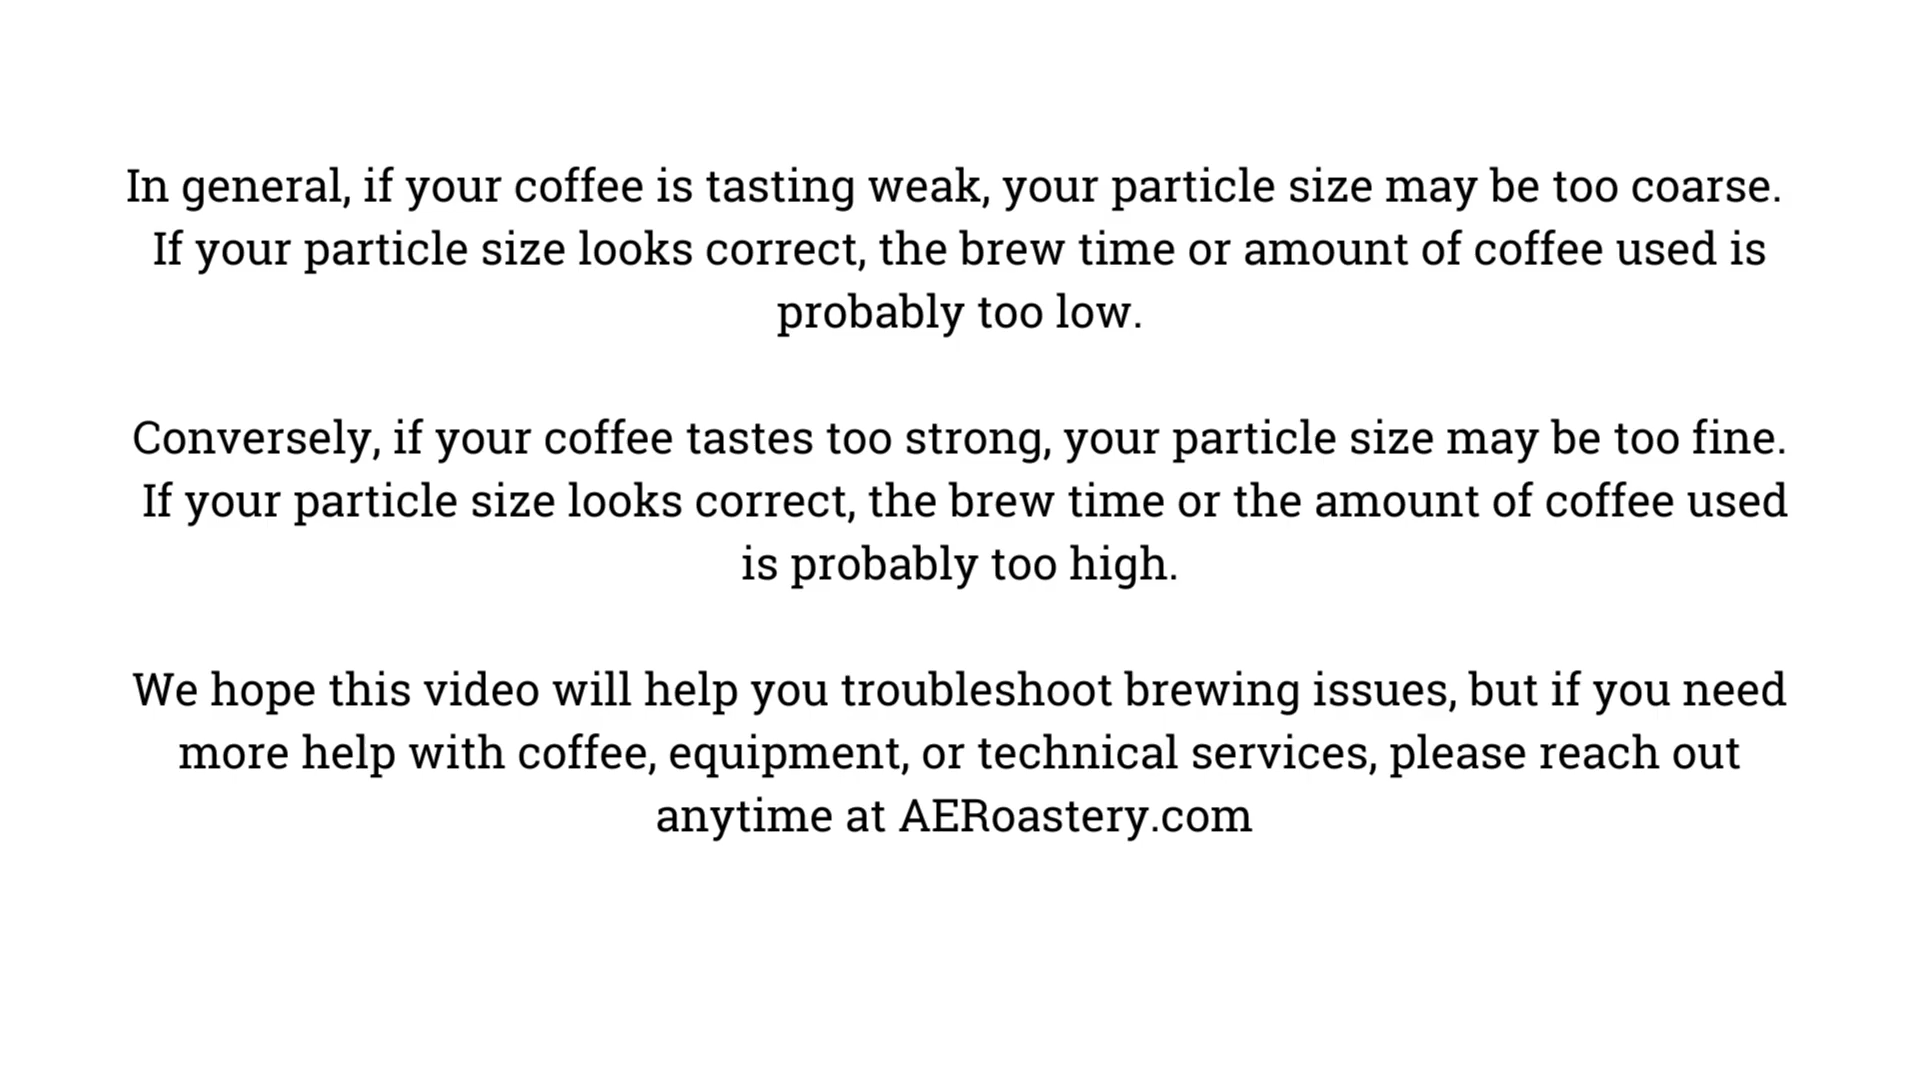 In general, if your coffee is tasting weak, your particle size may be too coarse.
If your particle size looks correct, the brew time or amount of coffee used is
probably too low.
Conversely, if your coffee tastes too strong, your particle size may be too fine.
If your particle size looks correct, the brew time or the amount of coffee used
is probably too high.
We hope this video will help you troubleshoot brewing issues, but if you need
more help with coffee, equipment, or technical services, please reach out
anytime at AERoastery.com